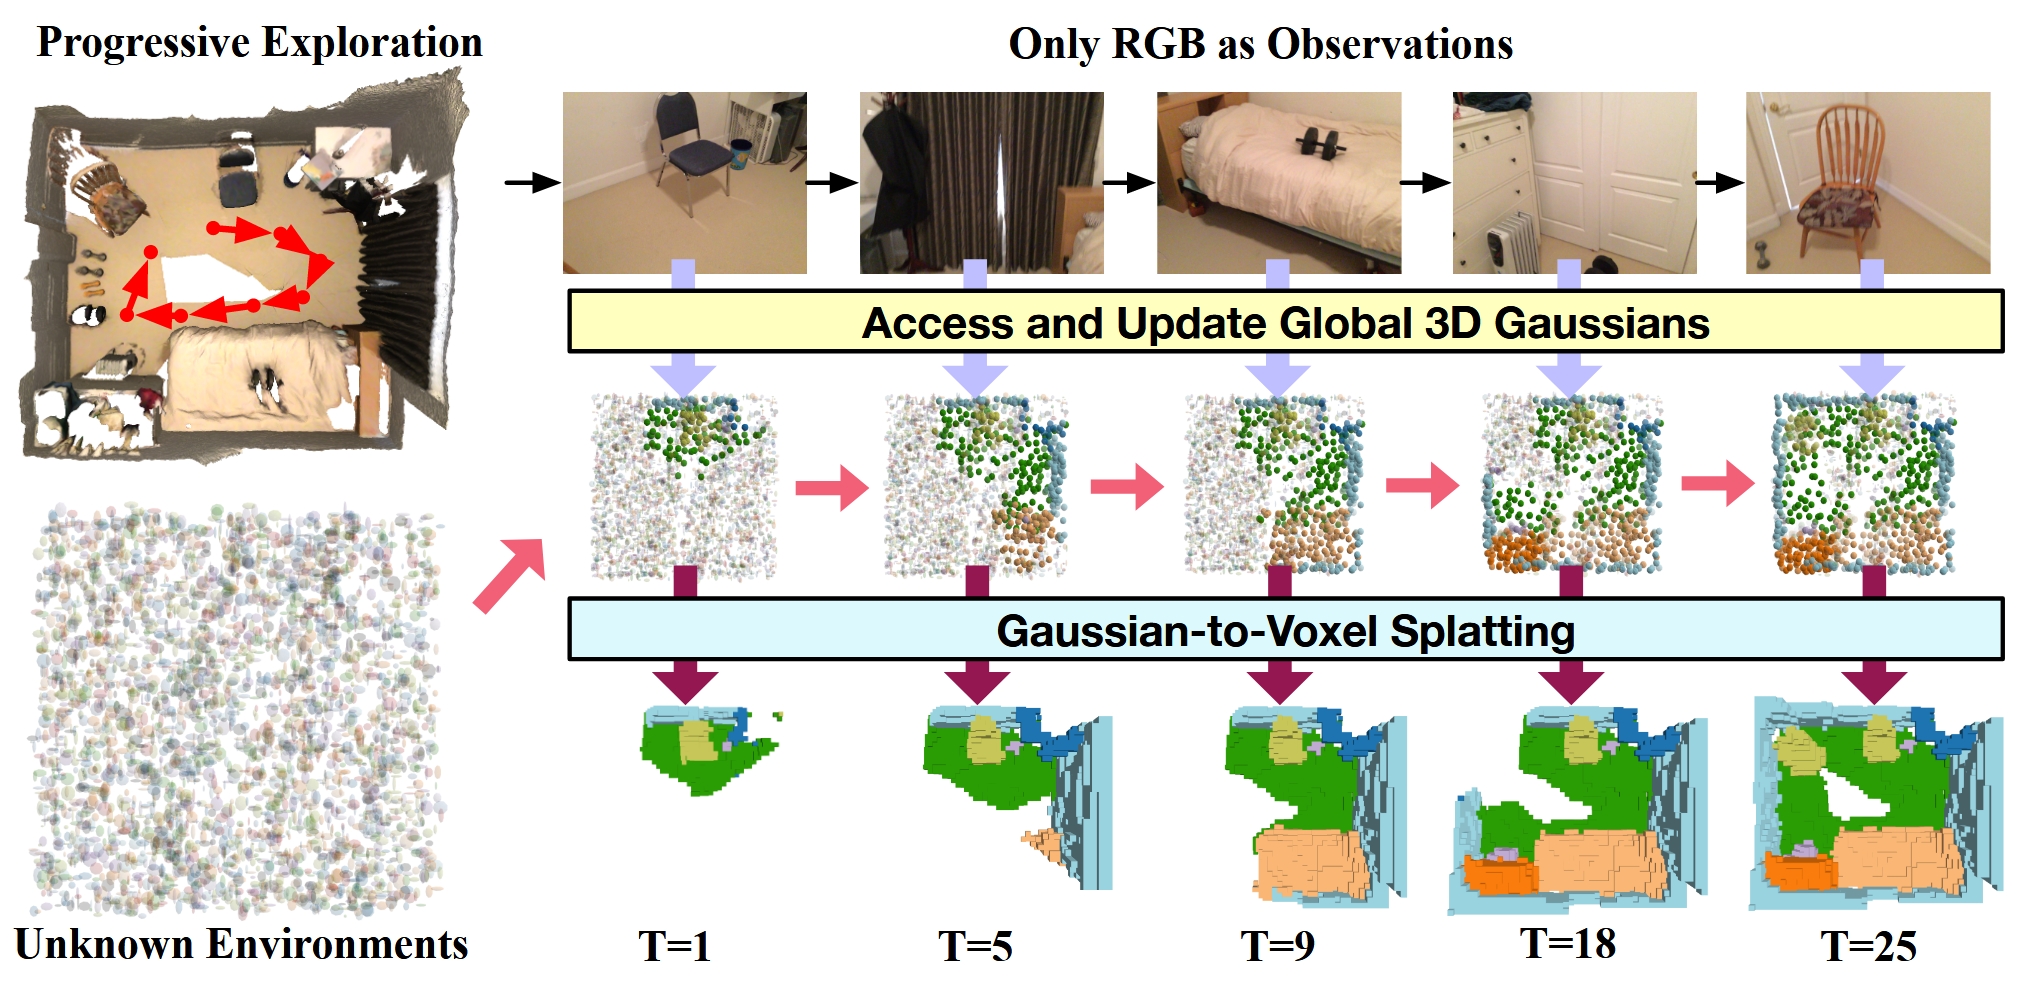 Progressive Exploration
Only RGB as Observations
Access and Update Global 3D Gaussians
Gaussian-to-Voxel Splatting
Unknown Environments
T=1
T=5
T=9
T=18
T=25